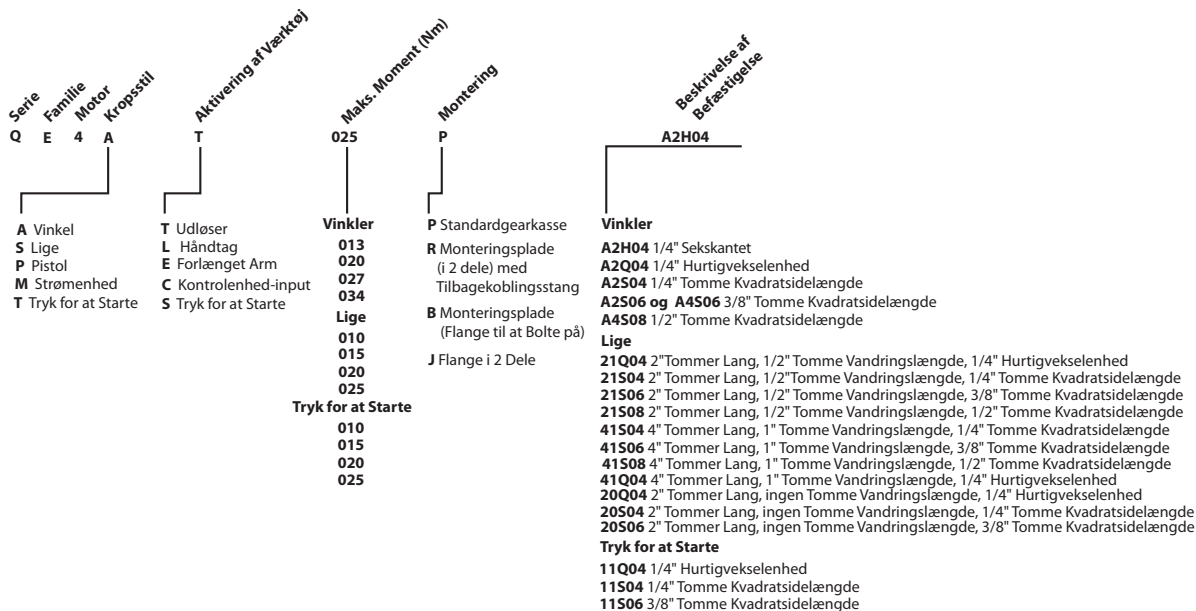 Serie
Familie
Motor
Kropsstil
Aktivering af Værktøj
Maks. Moment (Nm)
Montering
Beskrivelse af
Befæstigelse
Q E 4 A T 025 P A2H04
A Vinkel
S Lige
P Pistol
M Strømenhed
T Tryk for at Starte
T Udløser
L Håndtag
E Forlænget Arm
C Kontrolenhed-input
S Tryk for at Starte
Vinkler
013
020
027
034
Lige
010
015
020
025
Tryk for at Starte
010
015
020
025
P Standardgearkasse
R Monteringsplade
(i 2 dele) med
Tilbagekoblingsstang
B Monteringsplade
(Flange til at Bolte på)
J Flange i 2 Dele
Vinkler
A2H04 1/4" Sekskantet
A2Q04 1/4" Hurtigvekselenhed
A2S04 1/4" Tomme Kvadratsidelængde
A2S06 og A4S06 3/8" Tomme Kvadratsidelængde
A4S08 1/2" Tomme Kvadratsidelængde
Lige
21Q04 2"Tommer Lang, 1/2" Tomme Vandringslængde, 1/4" Hurtigvekselenhed
21S04 2" Tommer Lang, 1/2"Tomme Vandringslængde, 1/4" Tomme Kvadratsidelængde
21S06 2" Tommer Lang, 1/2" Tomme Vandringslængde, 3/8" Tomme Kvadratsidelængde
21S08 2" Tommer Lang, 1/2" Tomme Vandringslængde, 1/2" Tomme Kvadratsidelængde
41S04 4" Tommer Lang, 1" Tomme Vandringslængde, 1/4" Tomme Kvadratsidelængde
41S06 4" Tommer Lang, 1" Tomme Vandringslængde, 3/8" Tomme Kvadratsidelængde
41S08 4" Tommer Lang, 1" Tomme Vandringslængde, 1/2" Tomme Kvadratsidelængde
41Q04 4" Tommer Lang, 1" Tomme Vandringslængde, 1/4" Hurtigvekselenhed
20Q04 2" Tommer Lang, ingen Tomme Vandringslængde, 1/4" Hurtigvekselenhed
20S04 2" Tommer Lang, ingen Tomme Vandringslængde, 1/4" Tomme Kvadratsidelængde
20S06 2" Tommer Lang, ingen Tomme Vandringslængde, 3/8" Tomme Kvadratsidelængde
Tryk for at Starte
11Q04 1/4" Hurtigvekselenhed
11S04 1/4" Tomme Kvadratsidelængde
11S06 3/8" Tomme Kvadratsidelængde